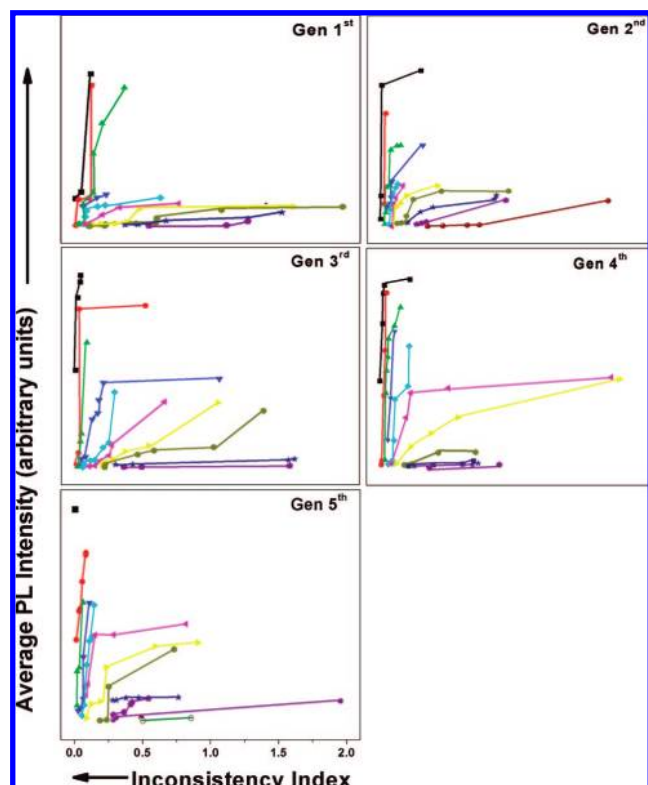 Gen 1st
Gen 2nd
Gen 3rd
Gen 4th
Gen 5th
Average PL Intensity (arbitrary units)
0.0 0.5 1.0 1.5 2.0
Inconsistency Index